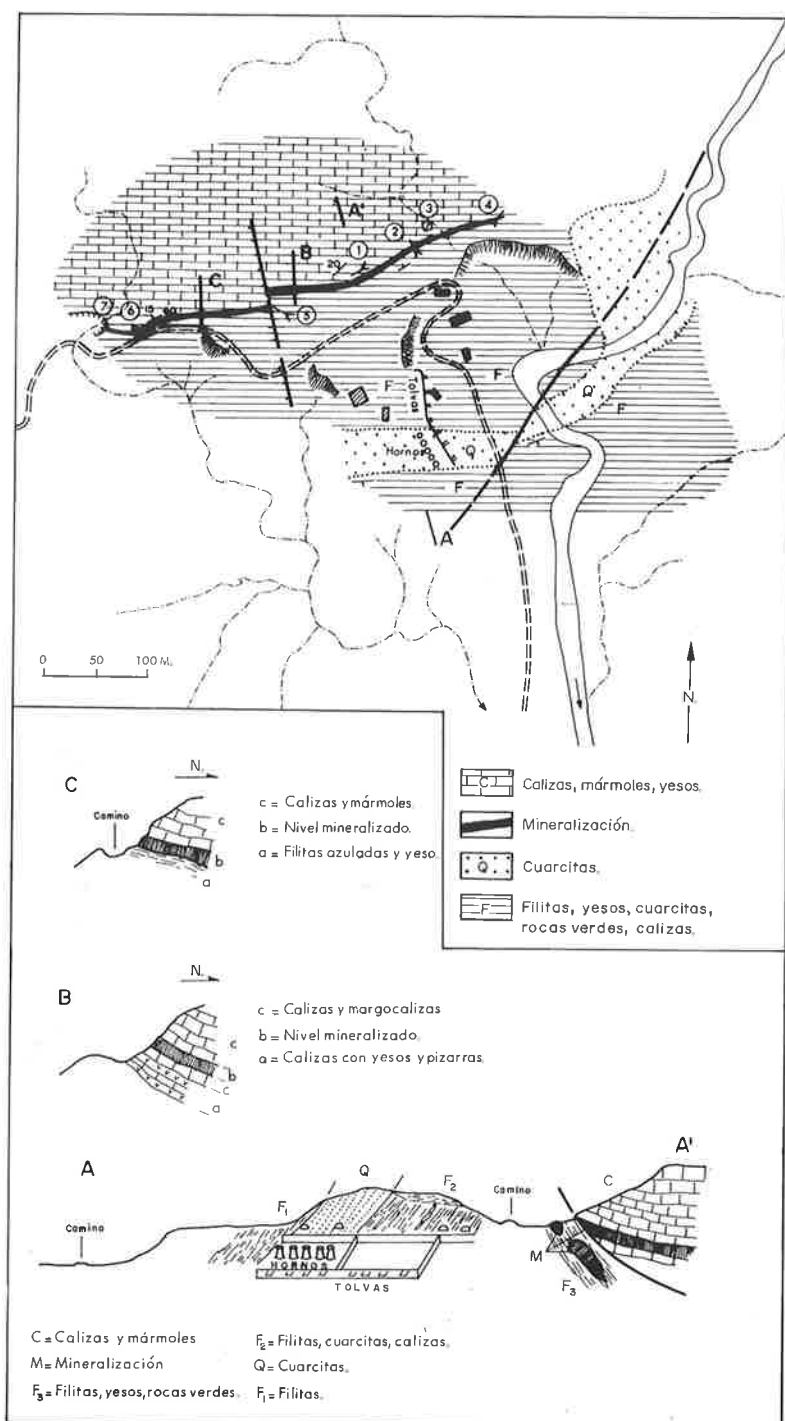 A'
3
4
2
1
B
20
C
7
6
5
F
Tolvas
F
Q
F
Hornos
Q
F
A
0 50 100 M.
N.
C
N.
Camino
c
b
a
c = Calizas y mármoles
b = Nivel mineralizado.
a = Filitas azuladas y yeso.
C Calizas, mármoles, yesos.
Mineralización.
Q Cuarcitas.
F Filitas, yesos, cuarcitas,
rocas verdes, calizas.
B
N.
c
b
c
a
c = Calizas y margocalizas
b = Nivel mineralizado.
a = Calizas con yesos y pizarras.
A
A'
Q
F₂
C
F₁
Camino
Camino
M
F₃
HORNOS
TOLVAS
C = Calizas y mármoles
F₂ = Filitas, cuarcitas, calizas.
M = Mineralización
Q = Cuarcitas.
F₃ = Filitas, yesos, rocas verdes.
F₁ = Filitas.